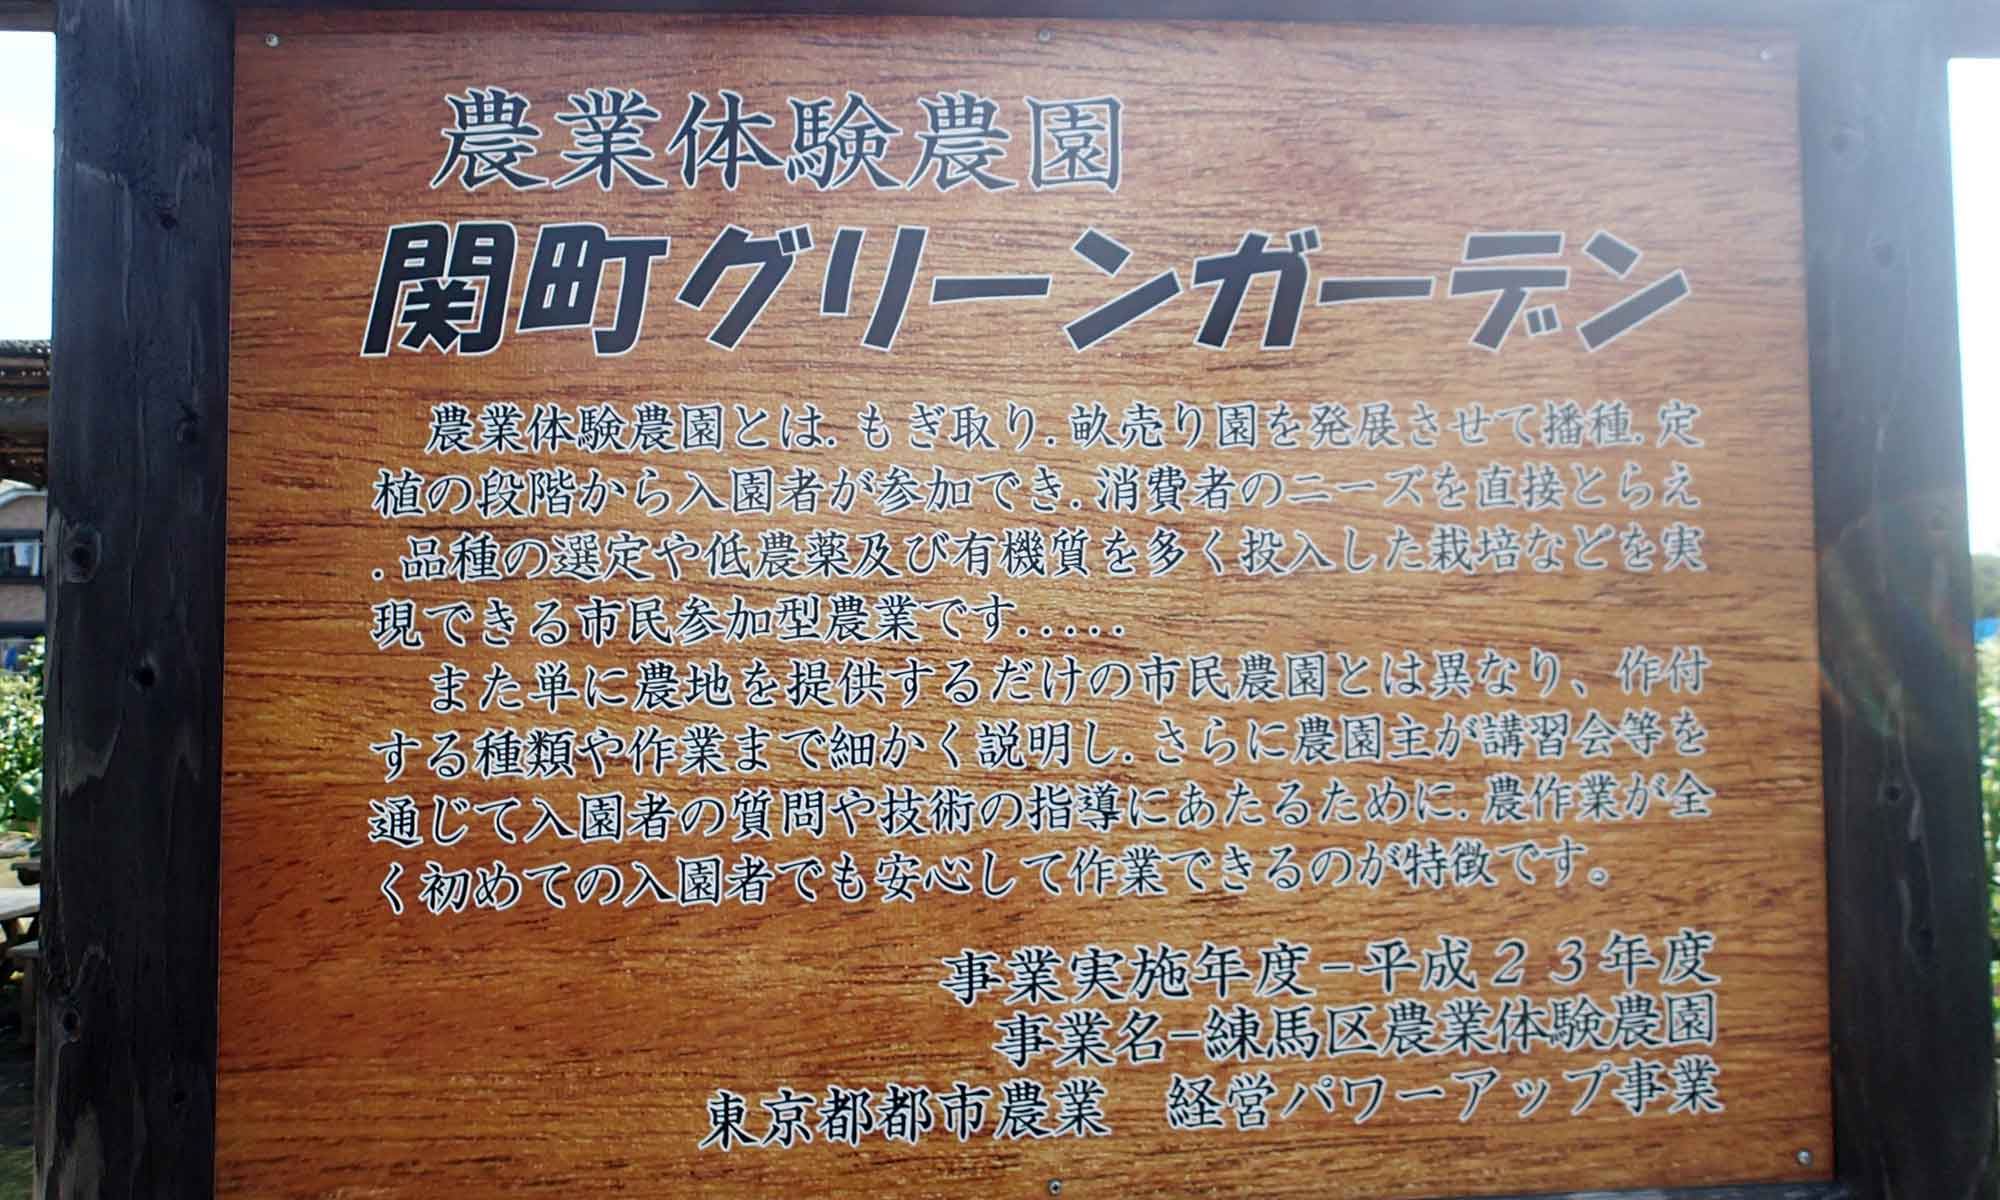 農業体験農園
関町グリーンガーデン
農業体験農園とは.もぎ取り.畝売り園を発展させて播種.定
植の段階から入園者が参加でき.消費者のニーズを直接とらえ
.品種の選定や低農薬及び有機質を多く投入した栽培などを実
現できる市民参加型農業です.....
また単に農地を提供するだけの市民農園とは異なり、作付
する種類や作業まで細かく説明し.さらに農園主が講習会等を
通じて入園者の質問や技術の指導にあたるために.農作業が全
く初めての入園者でも安心して作業できるのが特徴です。
事業実施年度−平成２３年度
事業名−練馬区農業体験農園
東京都都市農業　経営パワーアップ事業